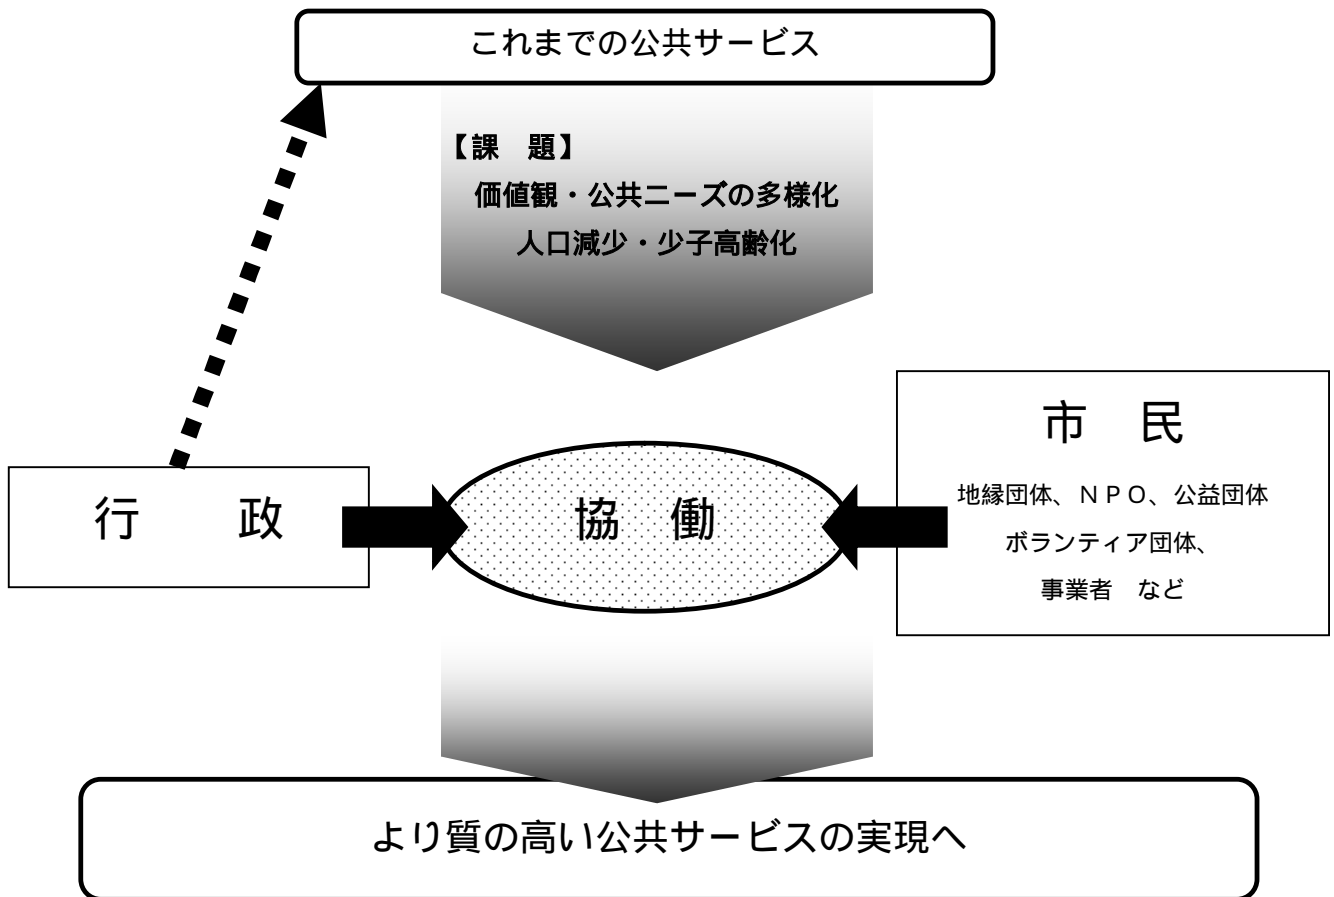 これまでの公共サービス
【課　題】
価値観・公共ニーズの多様化
人口減少・少子高齢化
行　　政
協　働
市　民
地縁団体、ＮＰＯ、公益団体
ボランティア団体、
事業者　など
より質の高い公共サービスの実現へ